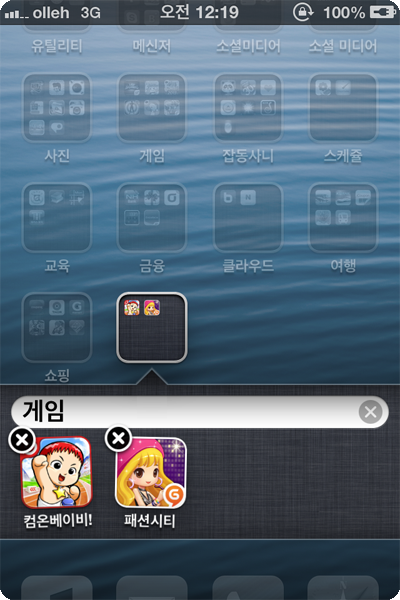 olleh 3G 오전 12:19 100%
유틸리티 메신저 소셜미디어 소셜 미디어
사진 게임 잡동사니 스케쥴
교육 금융 클라우드 여행
쇼핑
게임
컴온베이비! 패션시티